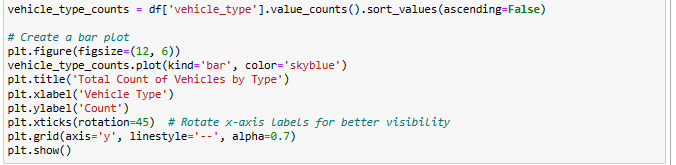 vehicle_type_counts = df['vehicle_type'].value_counts().sort_values(ascending=False)
# Create a bar plot
plt.figure(figsize=(12, 6))
vehicle_type_counts.plot(kind='bar', color='skyblue')
plt.title('Total Count of Vehicles by Type')
plt.xlabel('Vehicle Type')
plt.ylabel('Count')
plt.xticks(rotation=45)  # Rotate x-axis labels for better visibility
plt.grid(axis='y', linestyle='--', alpha=0.7)
plt.show()